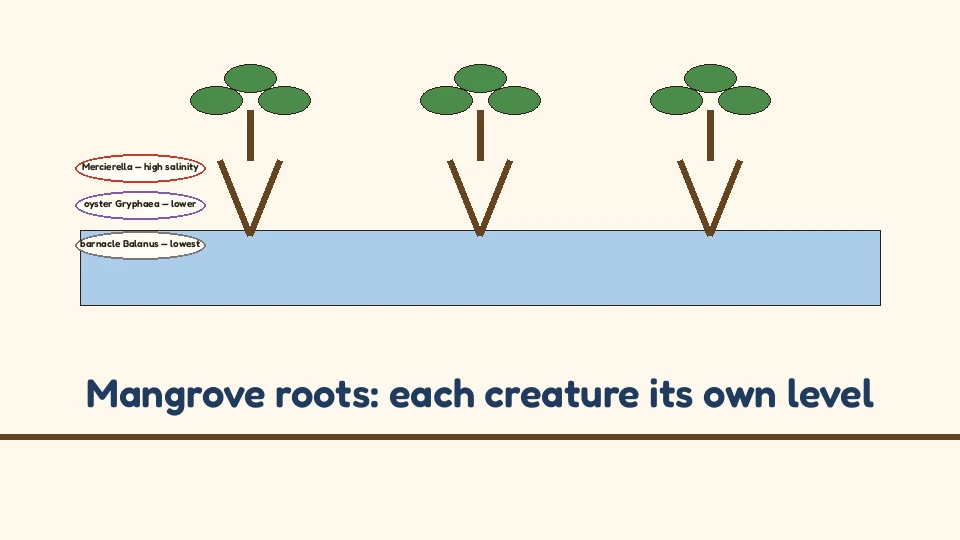 Mercierella — high salinity
oyster Gryphaea — lower
barnacle Balanus — lowest
Mangrove roots: each creature its own level